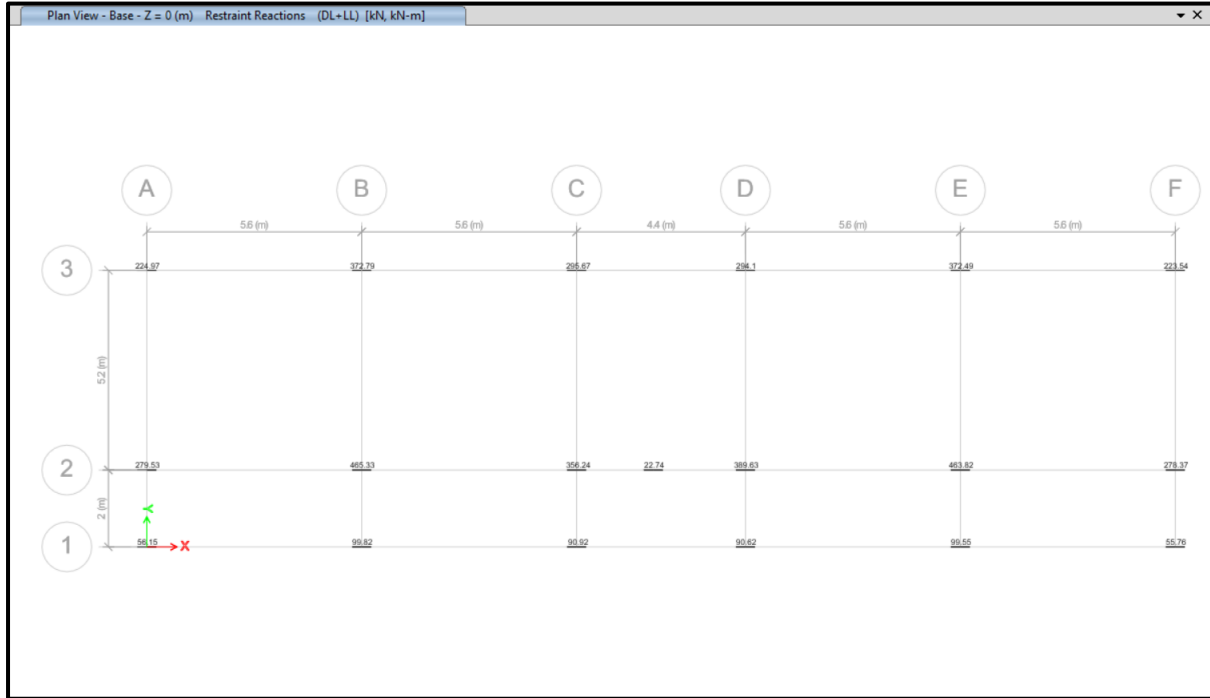 Plan View - Base - Z = 0 (m) Restraint Reactions (DL+LL) [kN, kN-m]
A B C D E F
5.6 (m) 5.6 (m) 4.4 (m) 5.6 (m) 5.6 (m)
3 224.97 372.79 295.67 294.1 372.49 223.54
5.2 (m)
2 279.53 465.33 356.24 22.74 369.63 463.82 278.37
2 (m)
Y
1 56.15 X 99.82 90.92 90.62 99.55 55.76